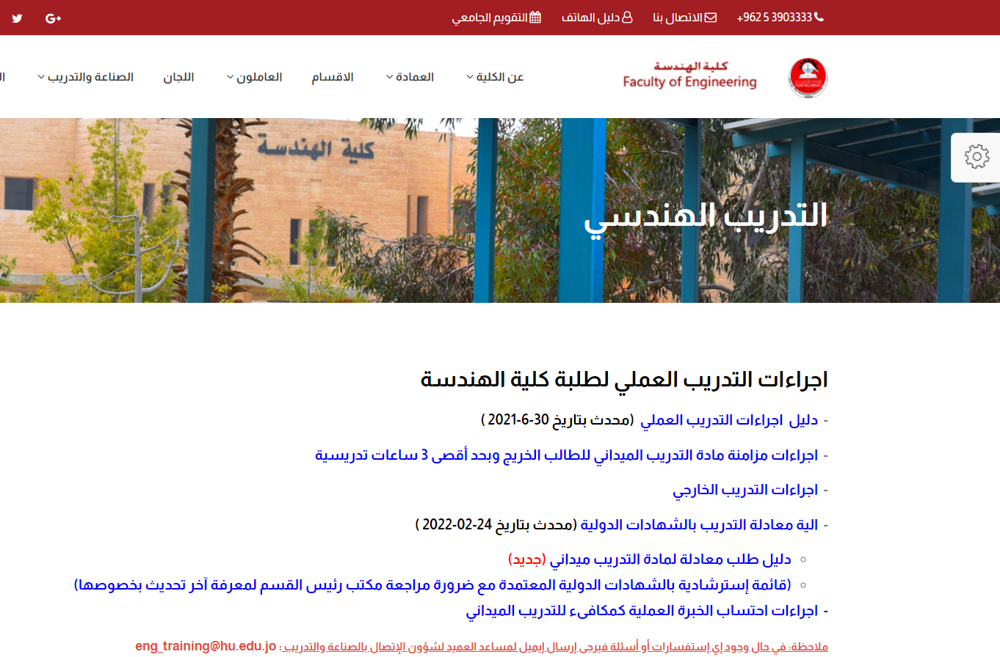 +962 5 3903333 الاتصال بنا دليل الهاتف التقويم الجامعي
كلية الهندسة
Faculty of Engineering
عن الكلية العمادة الاقسام العاملون اللجان الصناعة والتدريب
كلية الهندسة
التدريب الهندسي
اجراءات التدريب العملي لطلبة كلية الهندسة
- دليل اجراءات التدريب العملي (محدث بتاريخ 30-6-2021 )
- اجراءات مزامنة مادة التدريب الميداني للطالب الخريج وبحد أقصى 3 ساعات تدريسية
- اجراءات التدريب الخارجي
- الية معادلة التدريب بالشهادات الدولية (محدث بتاريخ 24-02-2022 )
دليل طلب معادلة لمادة التدريب ميداني (جديد)
(قائمة إسترشادية بالشهادات الدولية المعتمدة مع ضرورة مراجعة مكتب رئيس القسم لمعرفة آخر تحديث بخصوصها)
- اجراءات احتساب الخبرة العملية كمكافىء للتدريب الميداني
ملاحظة: في حال وجود إي إستفسارات أو أسئلة فيرجى إرسال إيميل لمساعد العميد لشؤون الإتصال بالصناعة والتدريب : eng_training@hu.edu.jo